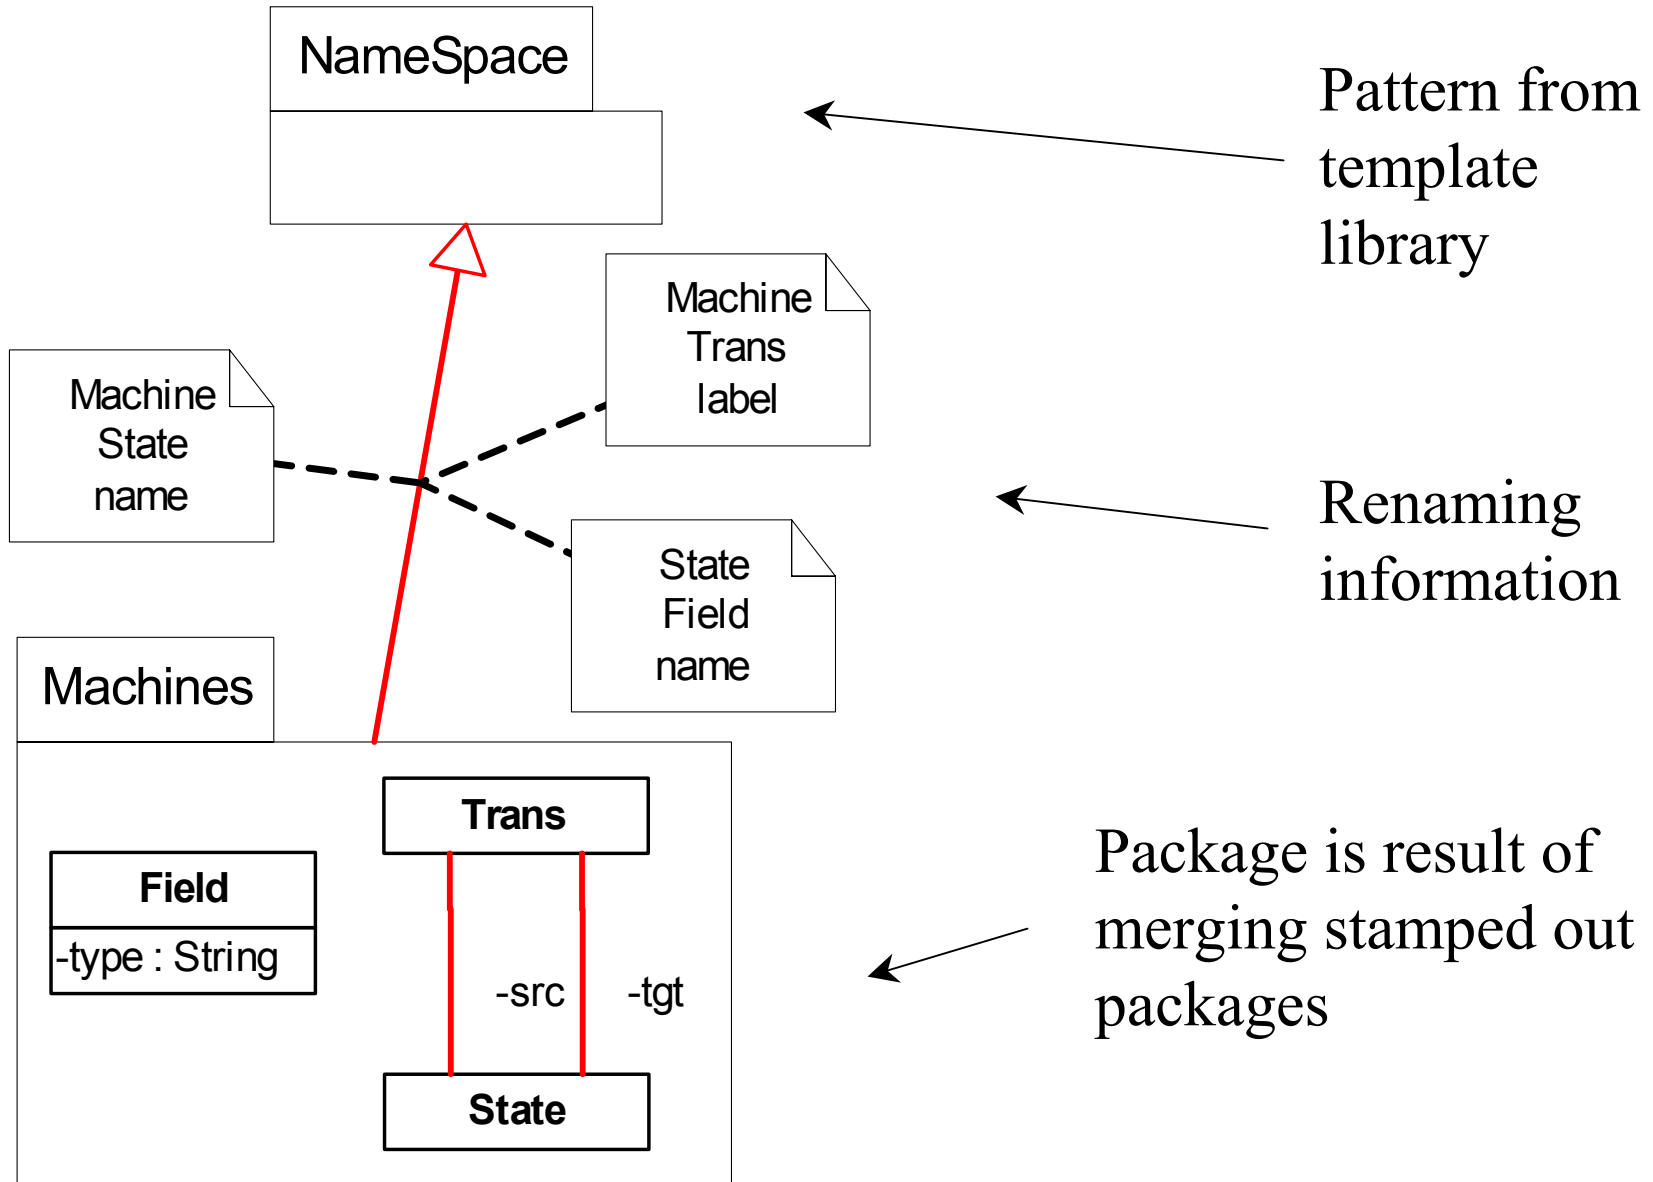 NameSpace
Pattern from
template
library
Machine
Trans
label
Machine
State
name
Renaming
information
State
Field
name
Machines
Trans
Field
-type : String
-src
-tgt
State
Package is result of
merging stamped out
packages